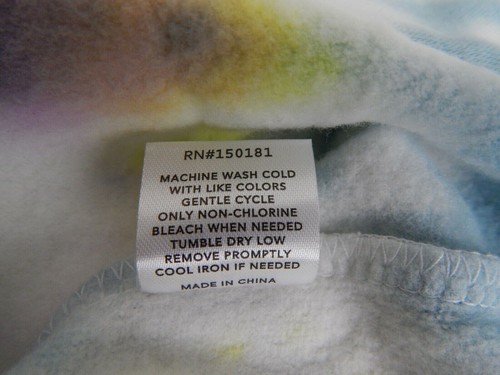 RN#150181
MACHINE WASH COLD
WITH LIKE COLORS
GENTLE CYCLE
ONLY NON-CHLORINE
BLEACH WHEN NEEDED
TUMBLE DRY LOW
REMOVE PROMPTLY
COOL IRON IF NEEDED
MADE IN CHINA